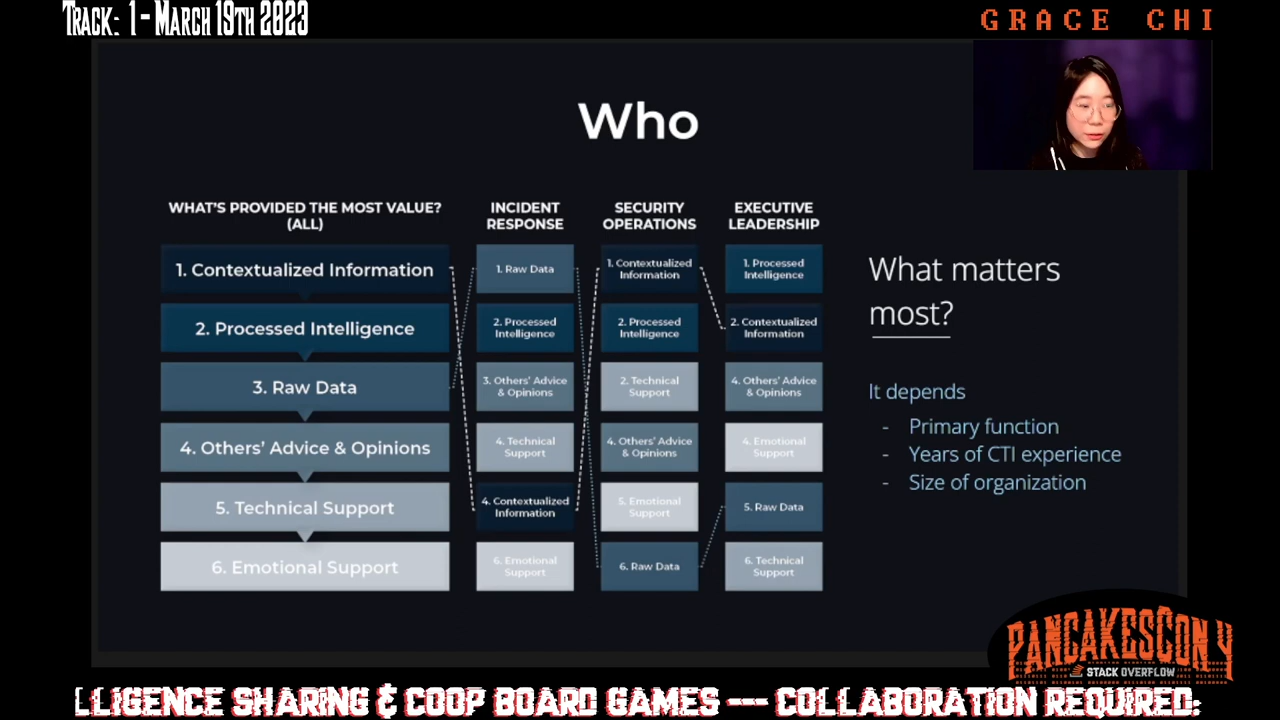 Track: 1 - March 19th 2023
GRACE CHI
Who
WHAT'S PROVIDED THE MOST VALUE?
(ALL)
1. Contextualized Information
2. Processed Intelligence
3. Raw Data
4. Others' Advice & Opinions
5. Technical Support
6. Emotional Support
INCIDENT
RESPONSE
1. Raw Data
2. Processed
Intelligence
3. Others' Advice
& Opinions
4. Technical
Support
4. Contextualized
Information
6. Emotional
Support
SECURITY
OPERATIONS
1. Contextualized
Information
2. Processed
Intelligence
2. Technical
Support
4. Others' Advice
& Opinions
5. Emotional
Support
6. Raw Data
EXECUTIVE
LEADERSHIP
1. Processed
Intelligence
2. Contextualized
Information
4. Others' Advice
& Opinions
4. Emotional
Support
5. Raw Data
6. Technical
Support
What matters
most?
It depends
- Primary function
- Years of CTI experience
- Size of organization
PANCAKESCON 4
STACK OVERFLOW
LLIGENCE SHARING & COUP BOARD GAMES --- COLLABORATION REQUIRED: